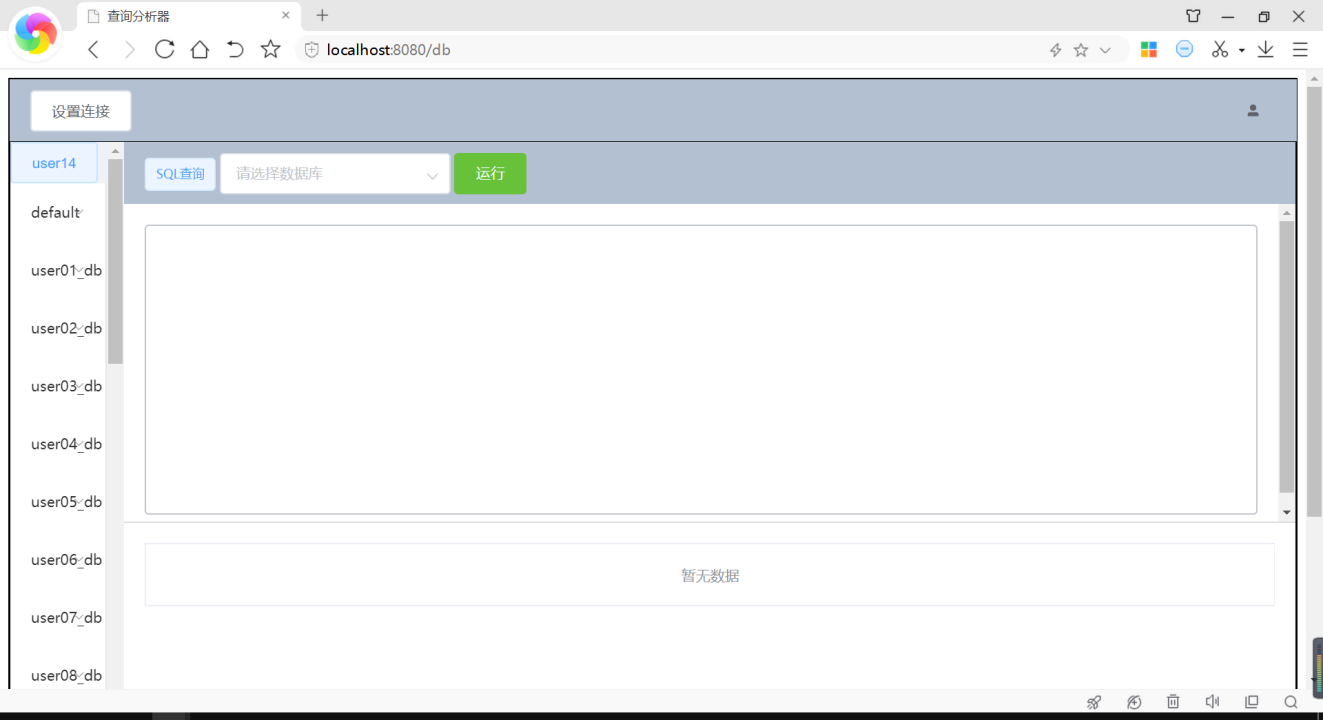 查询分析器
localhost:8080/db
设置连接
user14
SQL查询
请选择数据库
运行
default
user01_db
user02_db
user03_db
user04_db
user05_db
user06_db
user07_db
user08_db
暂无数据